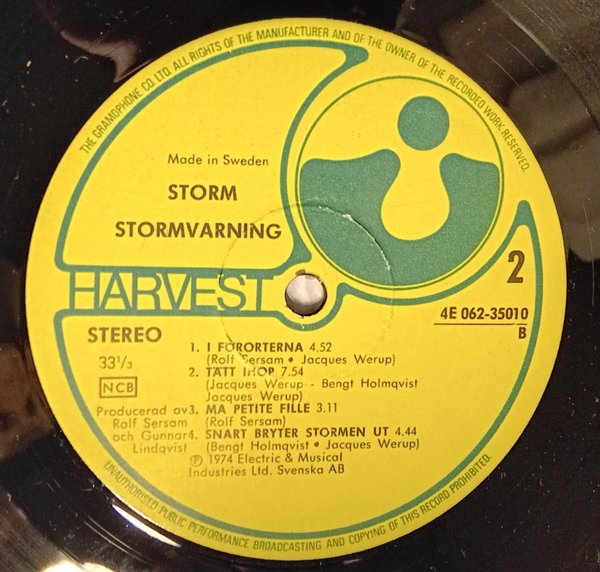 THE GRAMOPHONE CO. LTD. ALL RIGHTS OF THE MANUFACTURER AND OF THE OWNER OF THE RECORDED WORK RESERVED.
Made in Sweden
STORM
STORMVARNING
HARVEST
2
4E 062-35010
B
STEREO
33 1/3
NCB
1. I FÖRORTERNA 4.52
(Rolf Sersam • Jacques Werup)
2. TÄTT IHOP 7.54
(Jacques Werup - Bengt Holmqvist
Jacques Werup)
Producerad av
Rolf Sersam
och Gunnar
Lindqvist
3. MA PETITE FILLE 3.11
(Rolf Sersam)
4. SNART BRYTER STORMEN UT 4.44
(Bengt Holmqvist • Jacques Werup)
Ⓟ 1974 Electric & Musical
Industries Ltd. Svenska AB
UNAUTHORISED PUBLIC PERFORMANCE BROADCASTING AND COPYING OF THIS RECORD PROHIBITED.